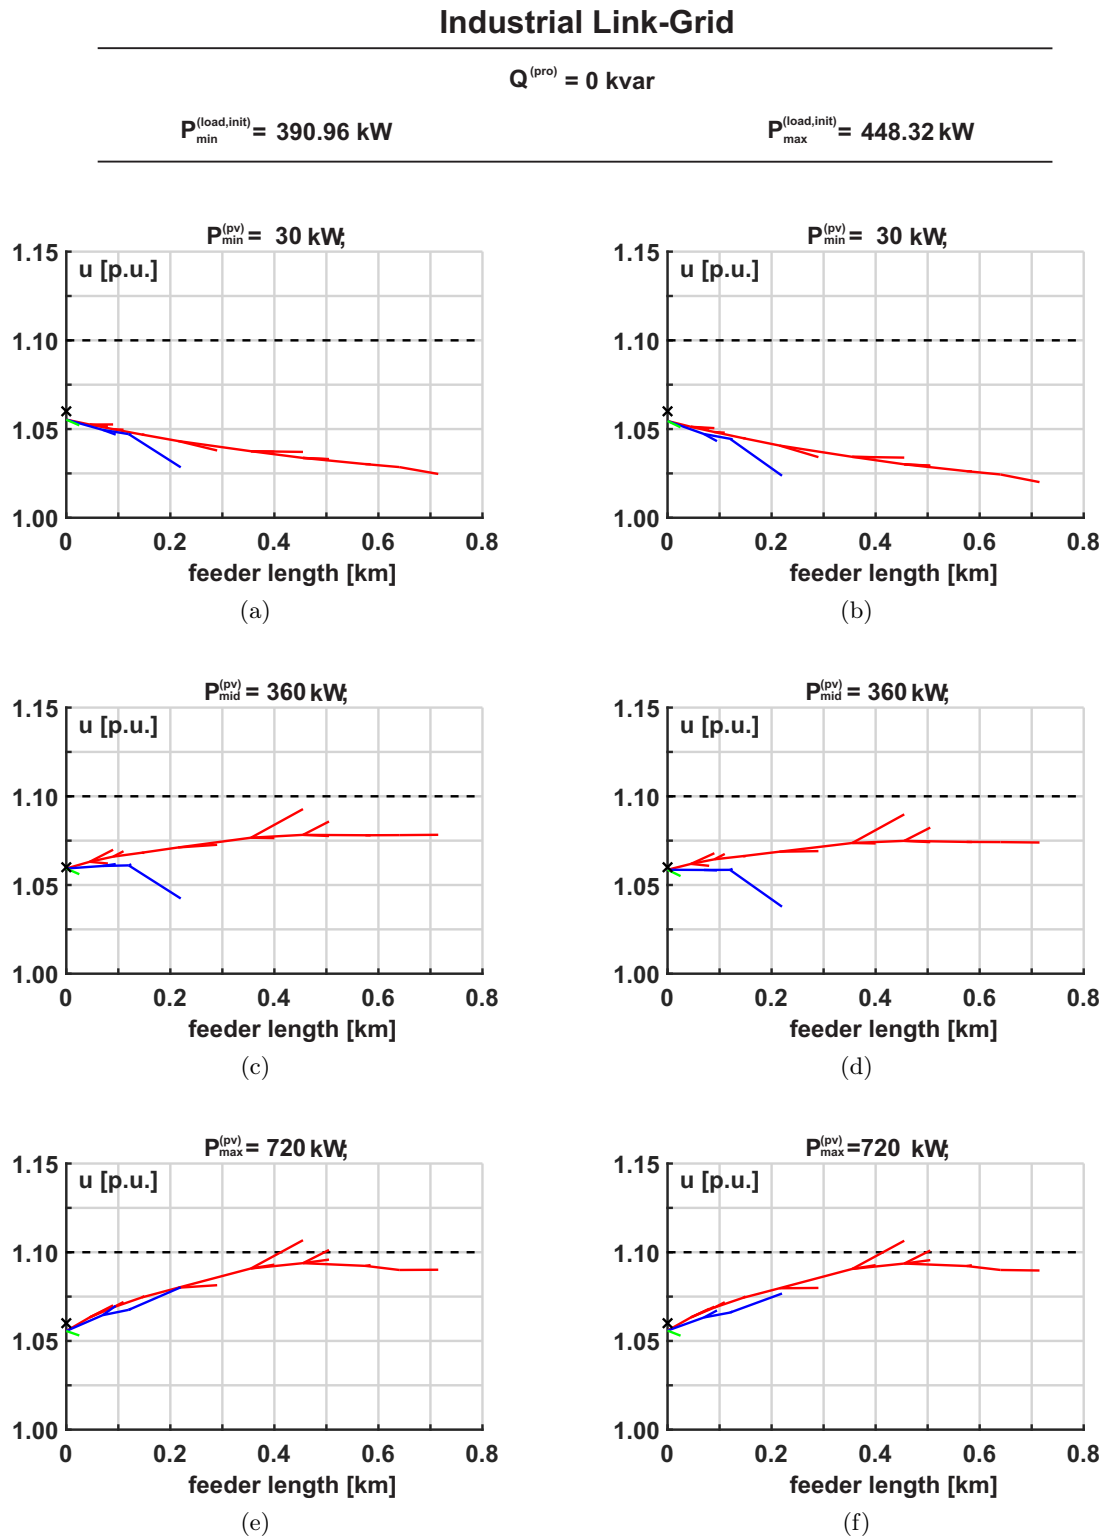 Industrial Link-Grid
Q(pro) = 0 kvar
Pmin(load,init) = 390.96 kW
Pmax(load,init) = 448.32 kW
Pmin(pv) = 30 kW;
Pmin(pv) = 30 kW;
1.15
u [p.u.]
1.10
1.05
1.00
0 0.2 0.4 0.6 0.8
feeder length [km]
(a)
1.15
u [p.u.]
1.10
1.05
1.00
0 0.2 0.4 0.6 0.8
feeder length [km]
(b)
Pmid(pv) = 360 kW;
Pmid(pv) = 360 kW;
1.15
u [p.u.]
1.10
1.05
1.00
0 0.2 0.4 0.6 0.8
feeder length [km]
(c)
1.15
u [p.u.]
1.10
1.05
1.00
0 0.2 0.4 0.6 0.8
feeder length [km]
(d)
Pmax(pv) = 720 kW;
Pmax(pv) =720 kW;
1.15
u [p.u.]
1.10
1.05
1.00
0 0.2 0.4 0.6 0.8
feeder length [km]
(e)
1.15
u [p.u.]
1.10
1.05
1.00
0 0.2 0.4 0.6 0.8
feeder length [km]
(f)